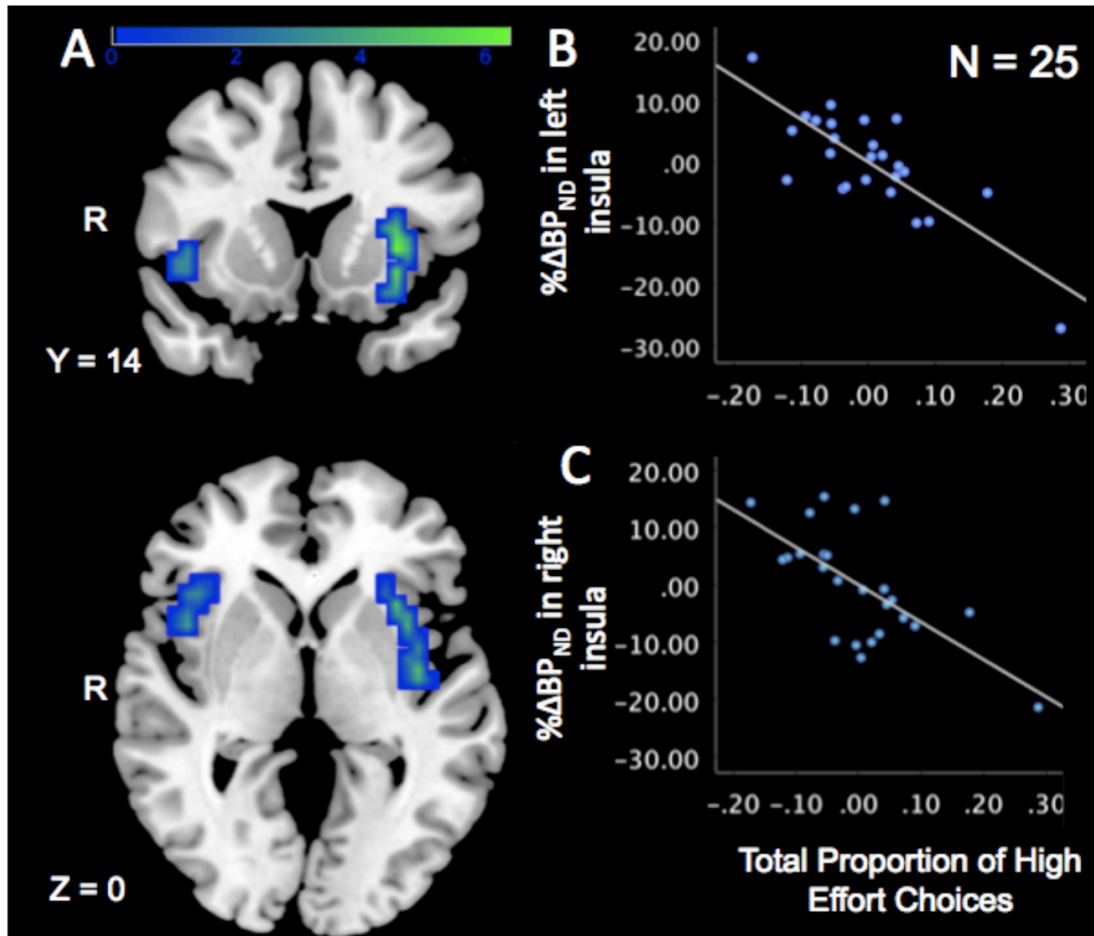 A
0 2 4 6
R
Y = 14
R
Z = 0
B
N = 25
%ΔBP_ND in left
insula
20.00
10.00
.00
−10.00
−20.00
−30.00
−.20 −.10 .00 .10 .20 .30
C
%ΔBP_ND in right
insula
20.00
10.00
.00
−10.00
−20.00
−30.00
−.20 −.10 .00 .10 .20 .30
Total Proportion of High
Effort Choices